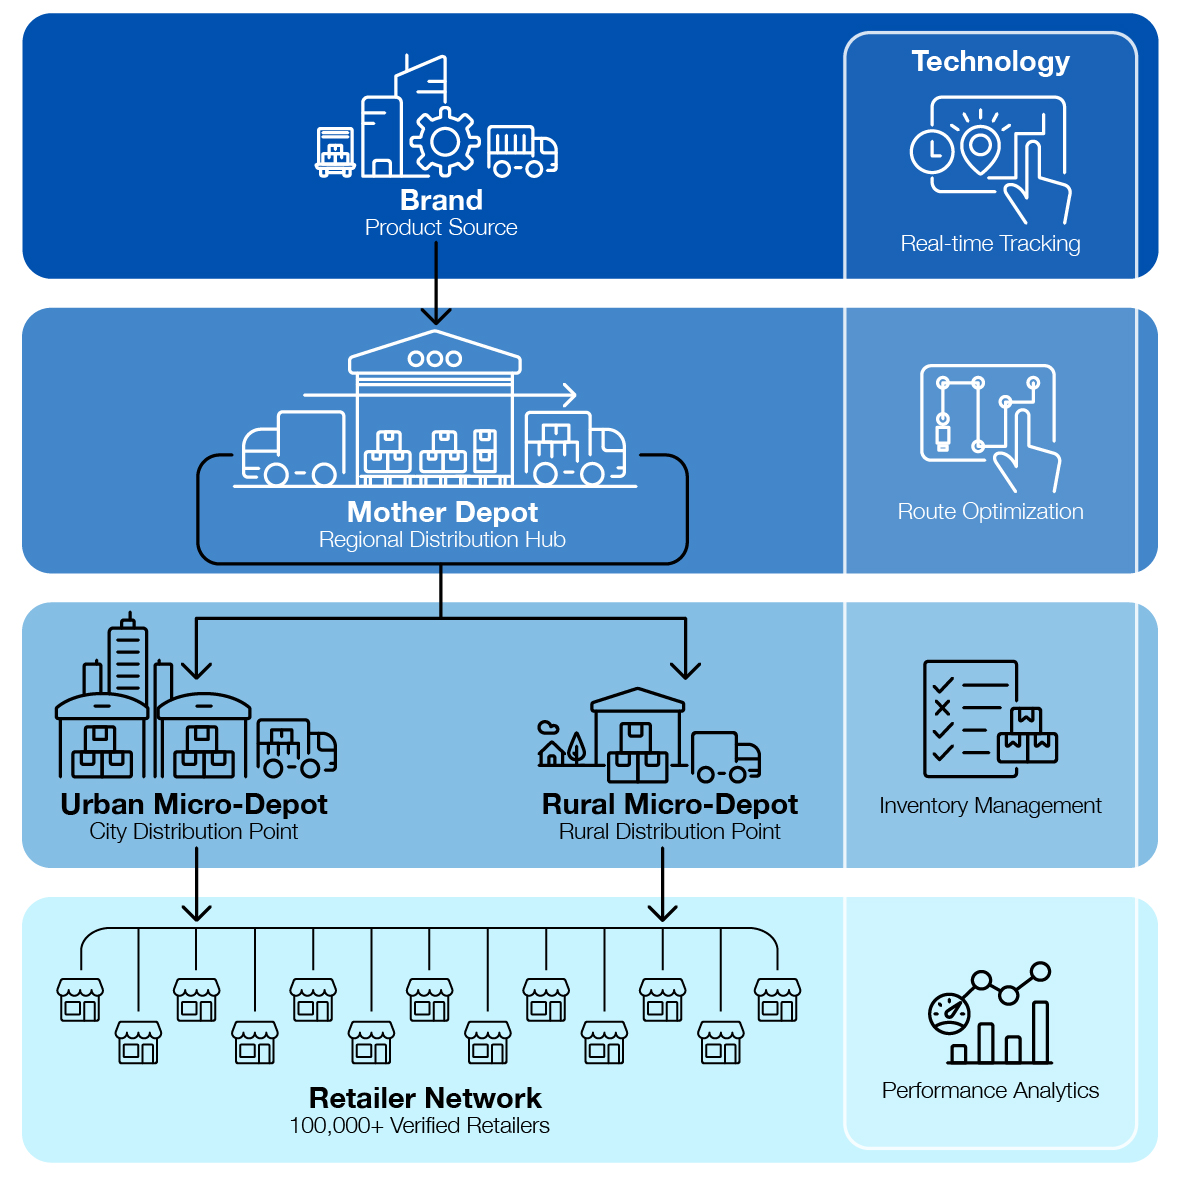 Technology
Brand
Product Source
Real-time Tracking
Mother Depot
Regional Distribution Hub
Route Optimization
Urban Micro-Depot
City Distribution Point
Rural Micro-Depot
Rural Distribution Point
Inventory Management
Retailer Network
100,000+ Verified Retailers
Performance Analytics